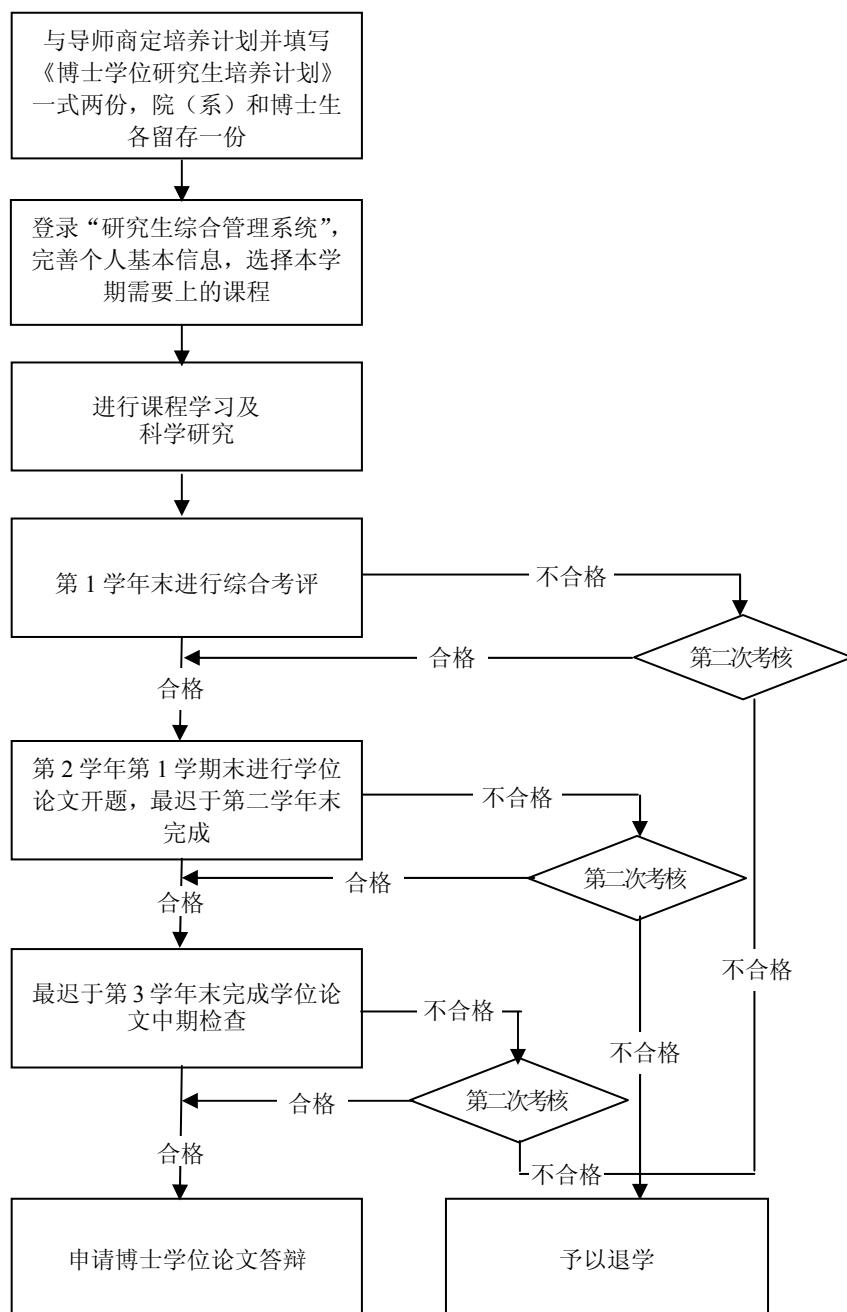 与导师商定培养计划并填写
《博士学位研究生培养计划》
一式两份，院（系）和博士生
各留存一份
登录“研究生综合管理系统”，
完善个人基本信息，选择本学
期需要上的课程
进行课程学习及
科学研究
第 1 学年末进行综合考评
不合格
第二次考核
合格
合格
第 2 学年第 1 学期末进行学位
论文开题，最迟于第二学年末
完成
不合格
第二次考核
合格
合格
不合格
最迟于第 3 学年末完成学位论
文中期检查
不合格
不合格
第二次考核
合格
合格
不合格
申请博士学位论文答辩
予以退学